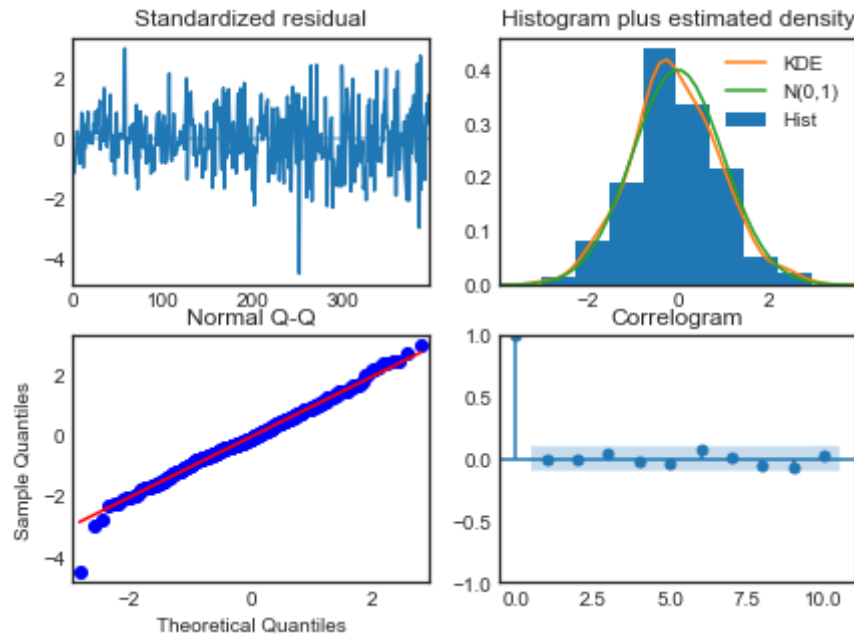 Standardized residual
2
0
−2
−4
0 100 200 300
Histogram plus estimated density
0.4
0.3
0.2
0.1
0.0
−2 0 2
KDE
N(0,1)
Hist
Normal Q-Q
Sample Quantiles
2
0
−2
−4
−2 0 2
Theoretical Quantiles
Correlogram
1.0
0.5
0.0
−0.5
−1.0
0.0 2.5 5.0 7.5 10.0